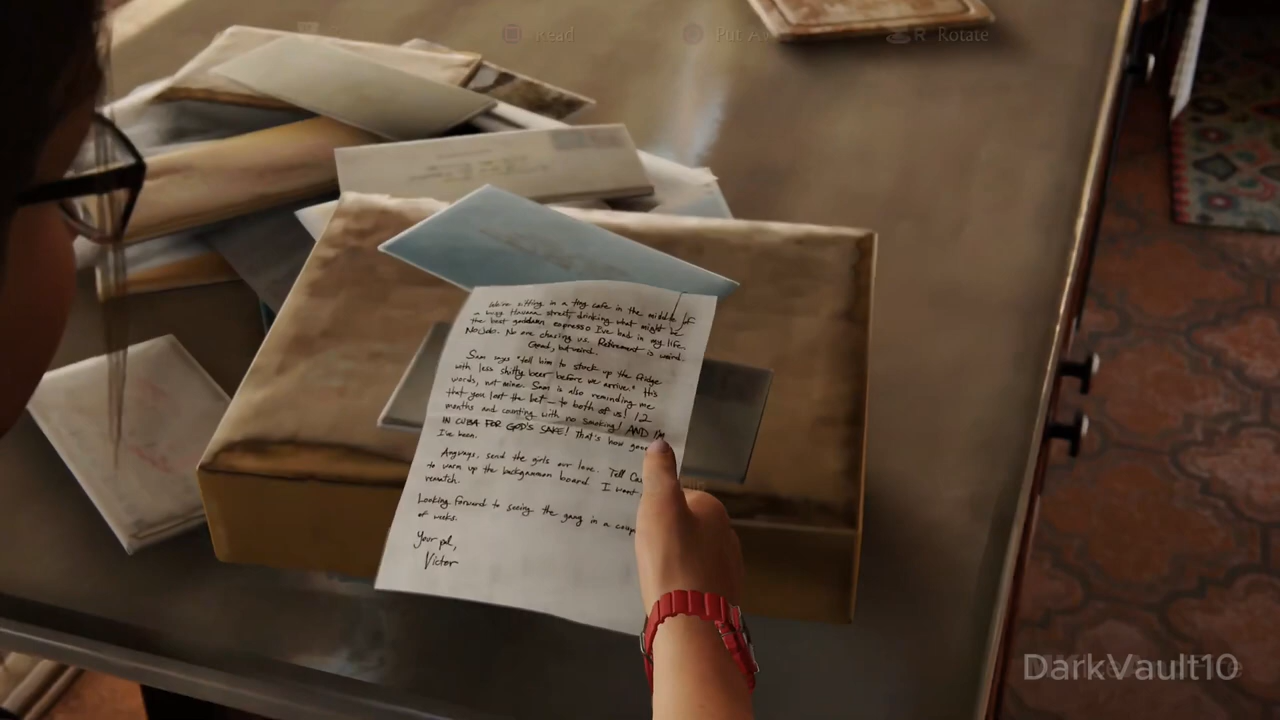 Read
Put Aw
R Rotate
We're sitting in a tiny cafe in the middle of
a busy Havana street, drinking what might be
the best goddamn espresso I've had in my life.
No jobs. No one chasing us. Retirement is weird.
Good, but weird.
Sam says "tell him to stock up the fridge
with less shitty beer before we arrive." His
words, not mine. Sam is also reminding me
that you lost the bet — to both of us! 12
months and counting with no smoking! AND I'm
IN CUBA FOR GOD'S SAKE! That's how good
I've been.
Anyways, send the girls our love. Tell Cas
to warm up the backgammon board. I want
rematch.
Looking forward to seeing the gang in a coup
of weeks.
Your pal,
Victor
DarkVault10